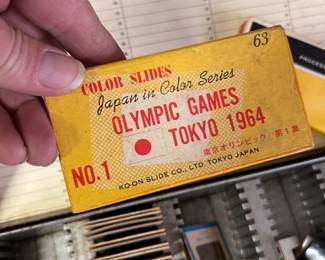 63
COLOR SLIDES
Japan in Color Series
OLYMPIC GAMES
TOKYO 1964
東京オリンピック 第1集
NO.1
KO-ON SLIDE CO., LTD. TOKYO JAPAN
PROCESS